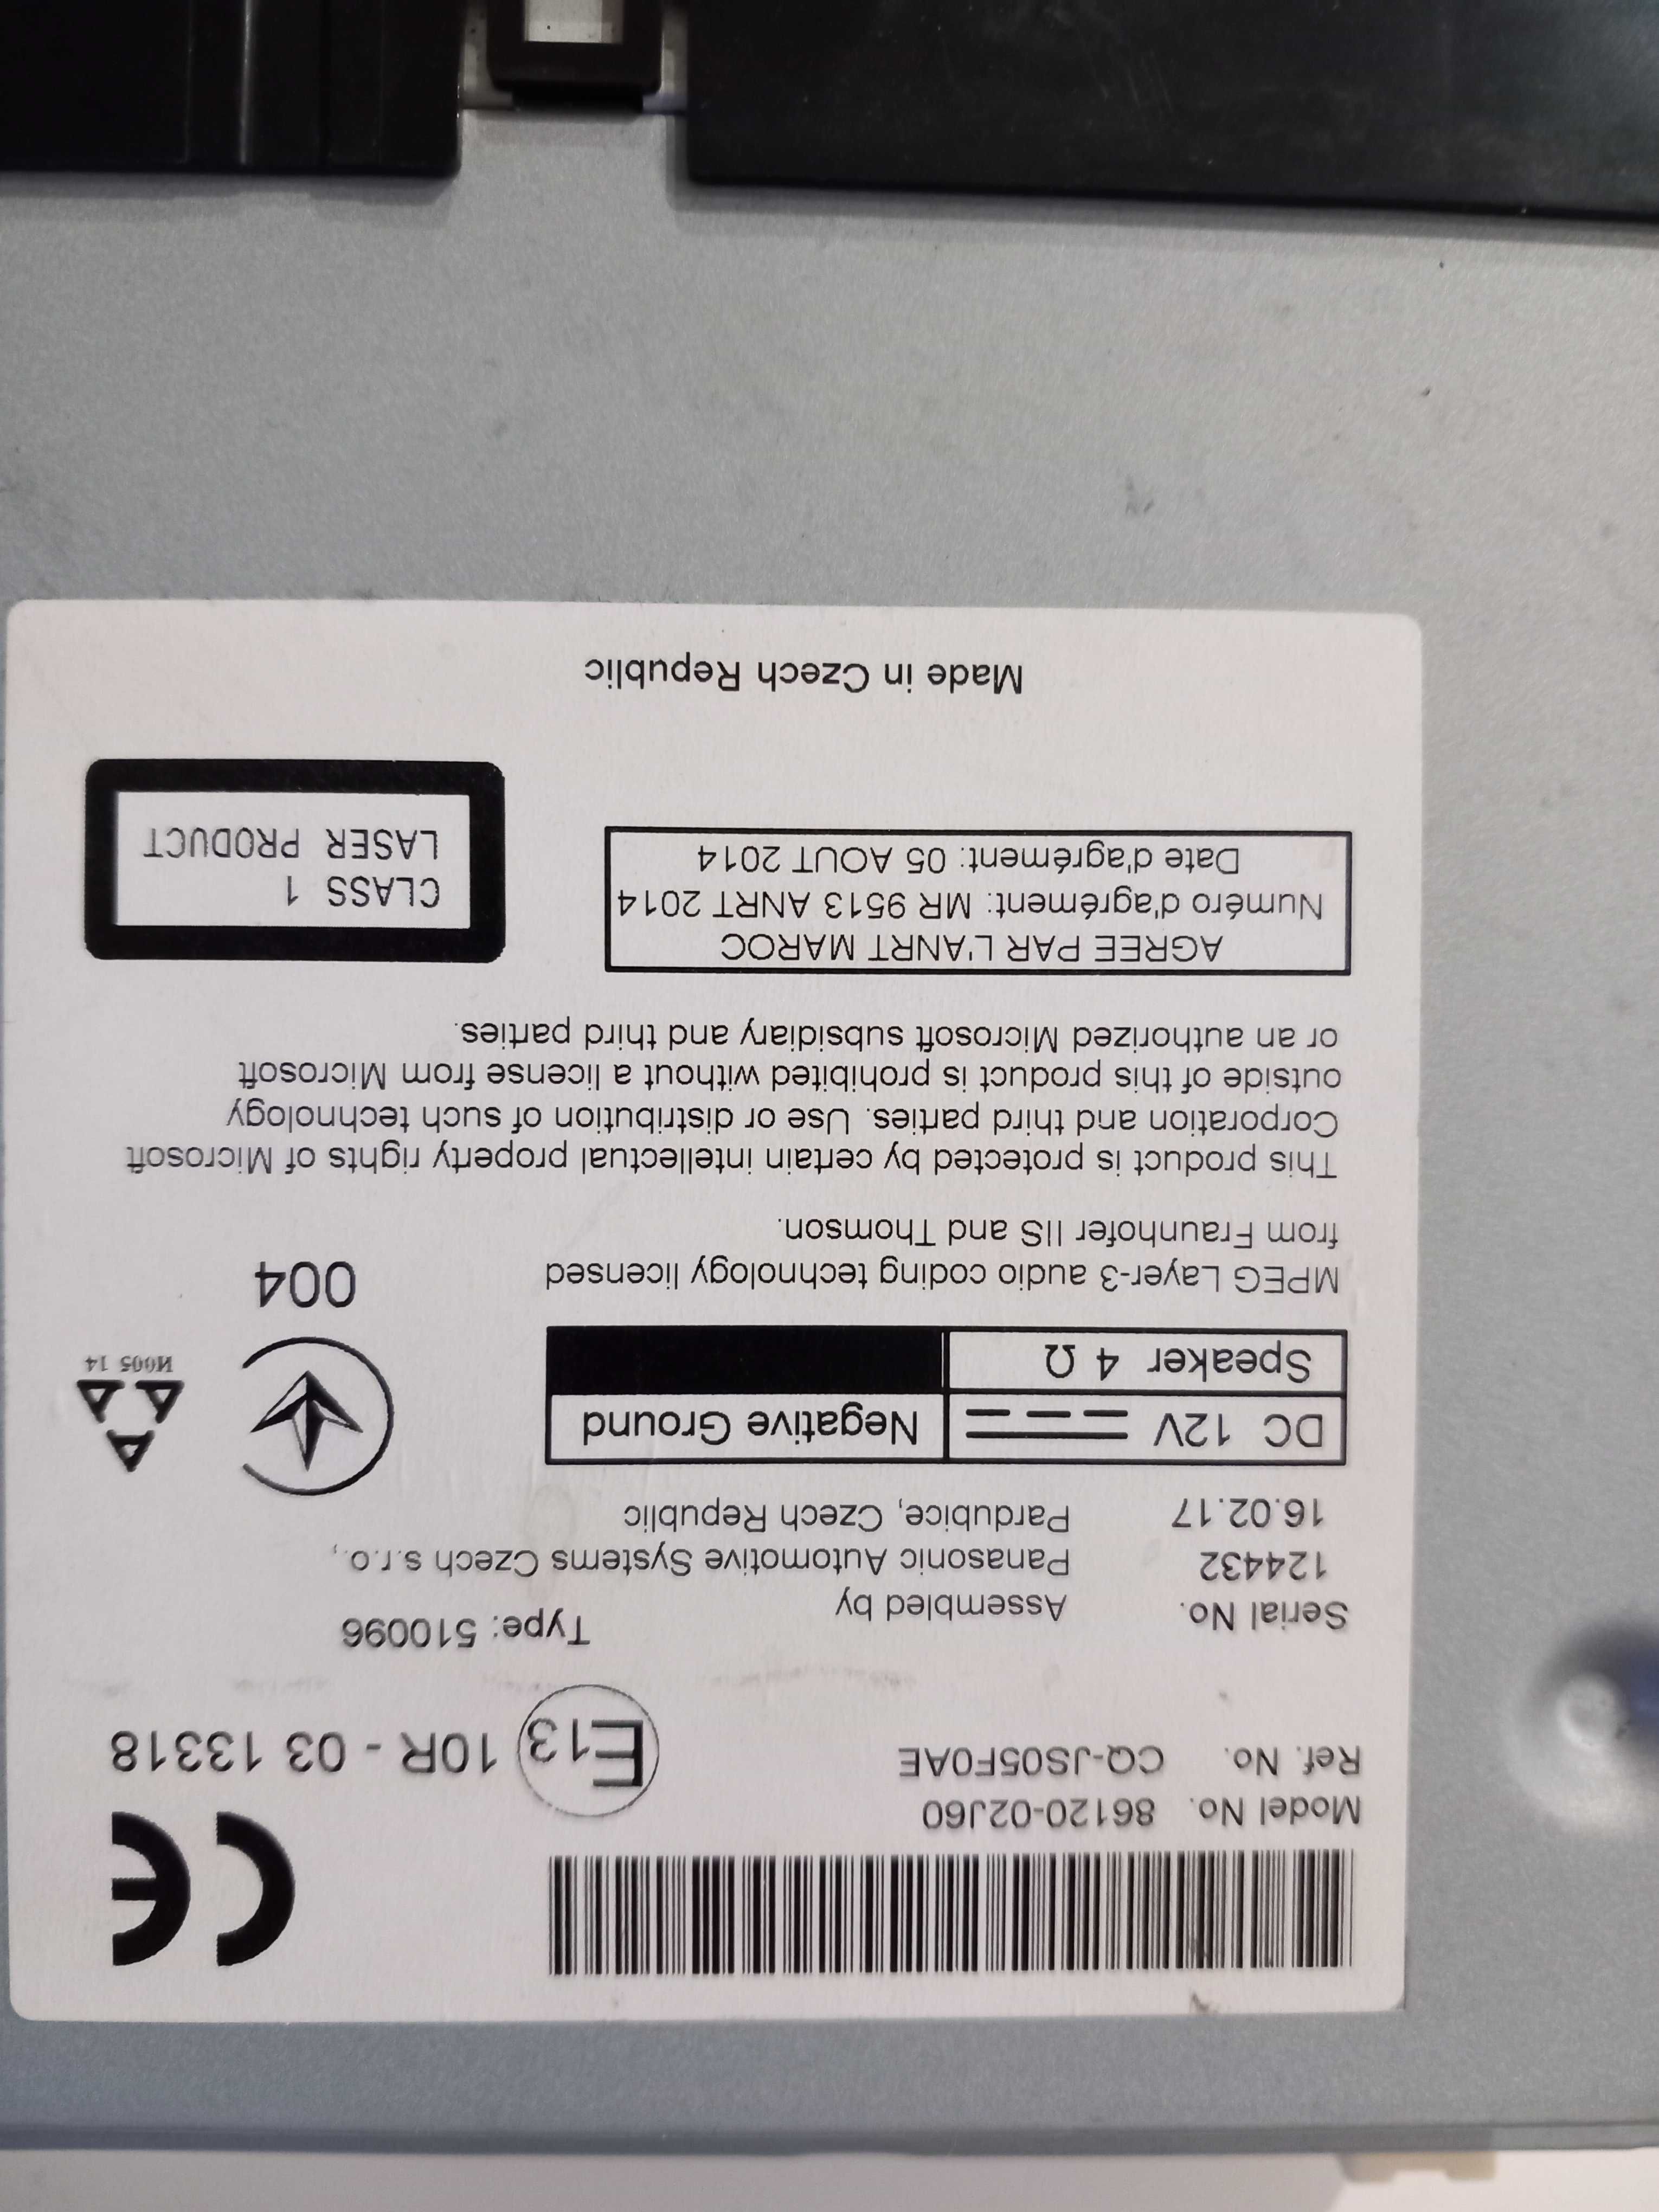 CE
Model No. 86120-02J60
Ref. No. CQ-JS05F0AE
E13 10R - 03 13318
Type: 510096
Serial No. Assembled by
124432 Panasonic Automotive Systems Czech s.r.o.,
16.02.17 Pardubice, Czech Republic
DC 12V Negative Ground
Speaker 4 Ω
И005 14
004
MPEG Layer-3 audio coding technology licensed
from Fraunhofer IIS and Thomson.
This product is protected by certain intellectual property rights of Microsoft
Corporation and third parties. Use or distribution of such technology
outside of this product is prohibited without a license from Microsoft
or an authorized Microsoft subsidiary and third parties.
AGREE PAR L'ANRT MAROC
Numéro d'agrément: MR 9513 ANRT 2014
Date d'agrément: 05 AOUT 2014
CLASS 1
LASER PRODUCT
Made in Czech Republic